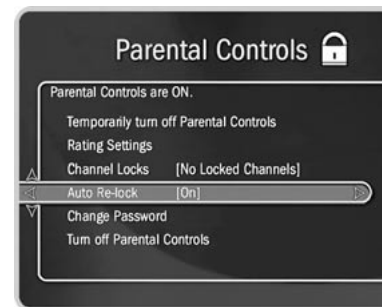 Parental Controls
Parental Controls are ON.
Temporarily turn off Parental Controls
Rating Settings
Channel Locks [No Locked Channels]
Auto Re-lock [On]
Change Password
Turn off Parental Controls